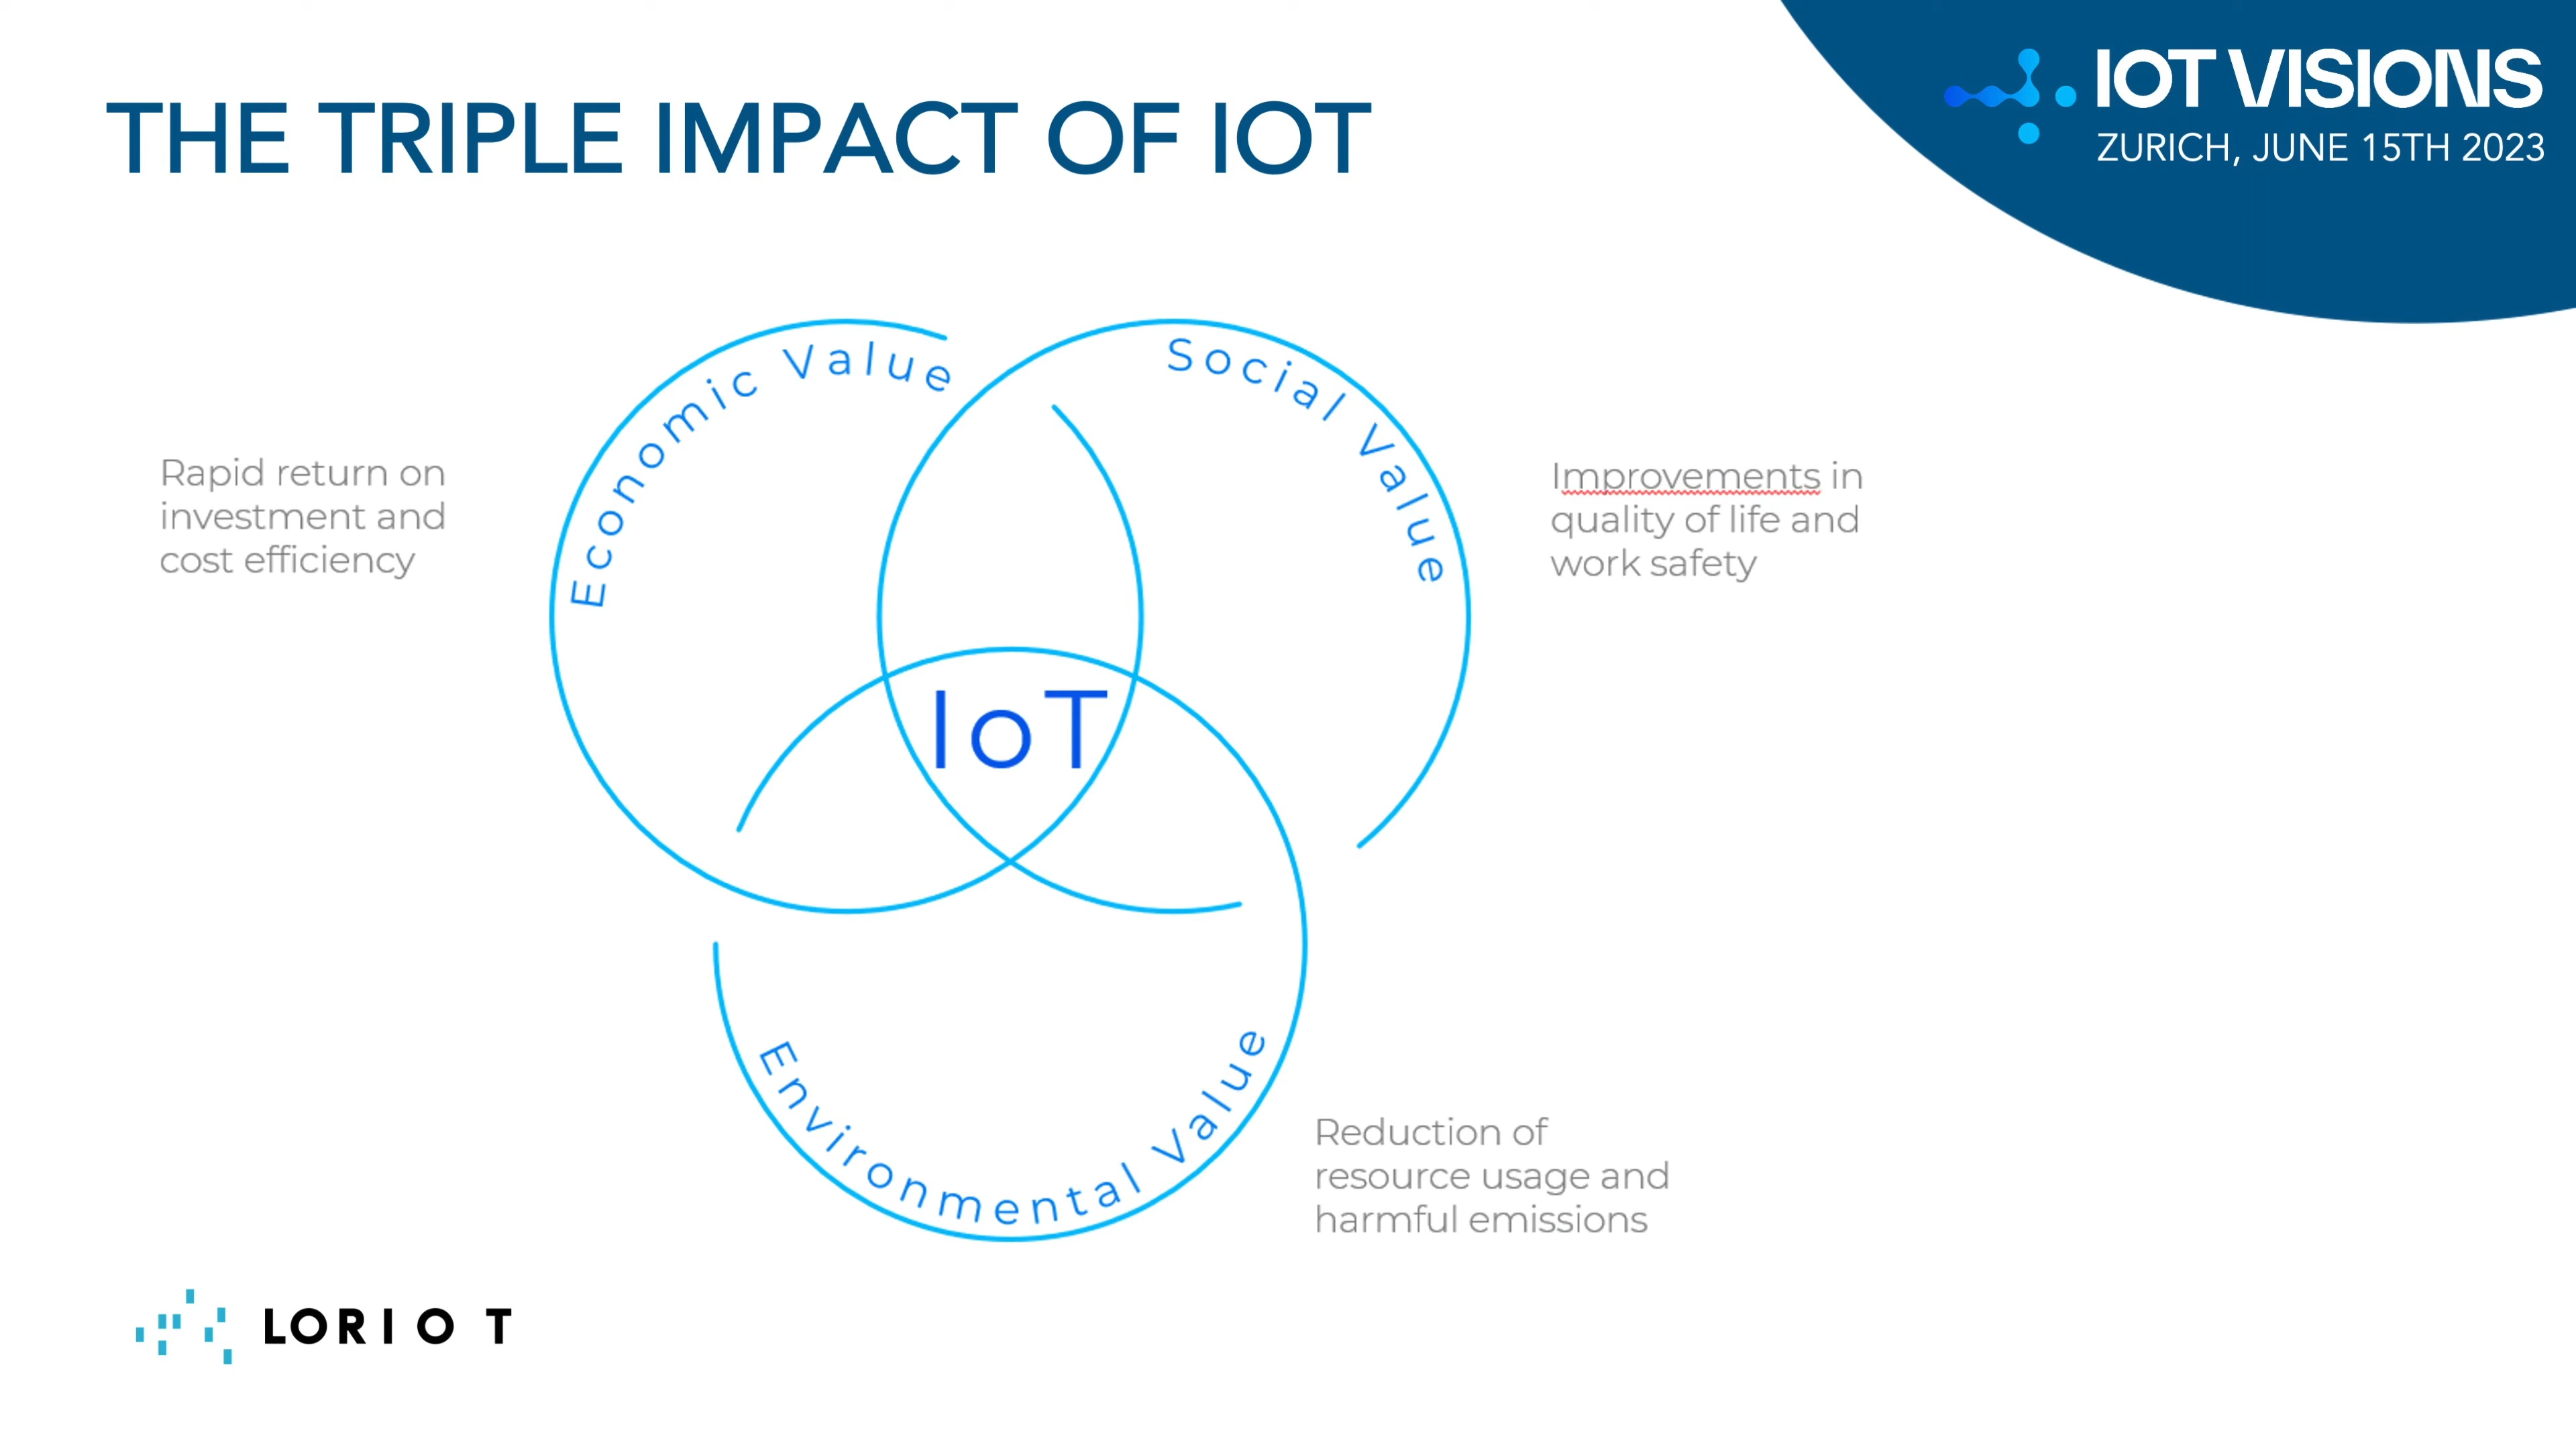 THE TRIPLE IMPACT OF IOT
IOT VISIONS
ZURICH, JUNE 15TH 2023
Economic Value
Social Value
Rapid return on
investment and
cost efficiency
Improvements in
quality of life and
work safety
IoT
Environmental Value
Reduction of
resource usage and
harmful emissions
LORIOT